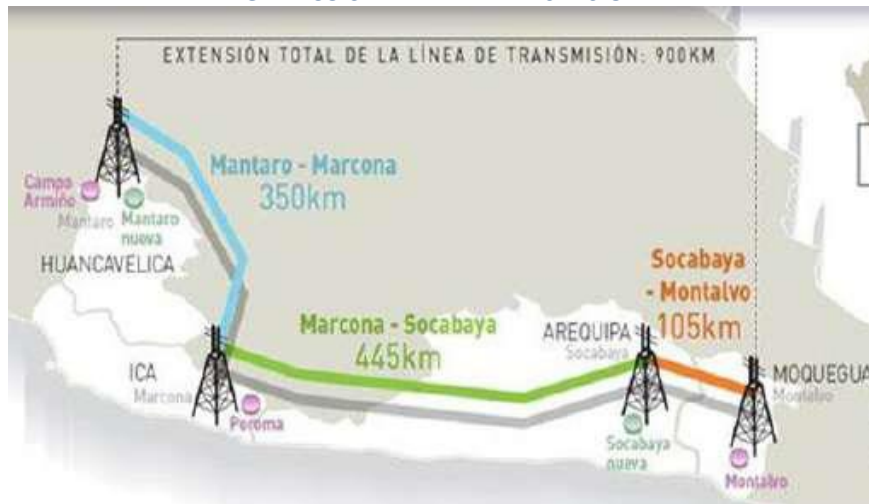 EXTENSIÓN TOTAL DE LA LÍNEA DE TRANSMISIÓN: 900KM
Mantaro - Marcona
350km
Campo
Armiño
Mantaro
Mantaro
nueva
HUANCAVELICA
Socabaya
- Montalvo
105km
Marcona - Socabaya
445km
AREQUIPA
Socabaya
ICA
Marcona
Poroma
MOQUEGUA
Montalvo
Socabaya
nueva
Montalvo